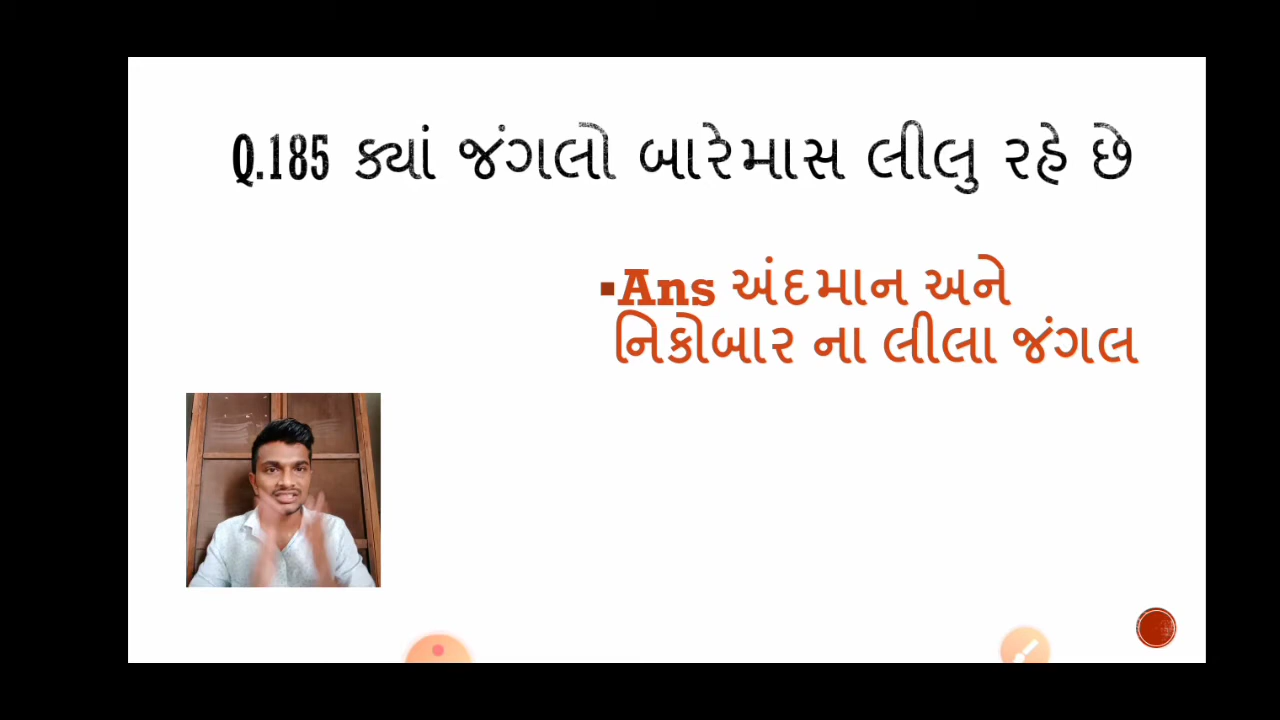 Q.185 ક્યાં જંગલો બારેમાસ લીલુ રહે છે
▪Ans અંદમાન અને
નિકોબાર ના લીલા જંગલ